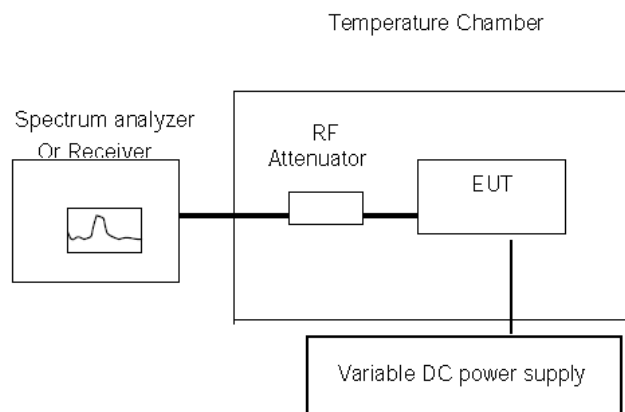 Temperature Chamber
Spectrum analyzer
Or Receiver
RF
Attenuator
EUT
Variable DC power supply